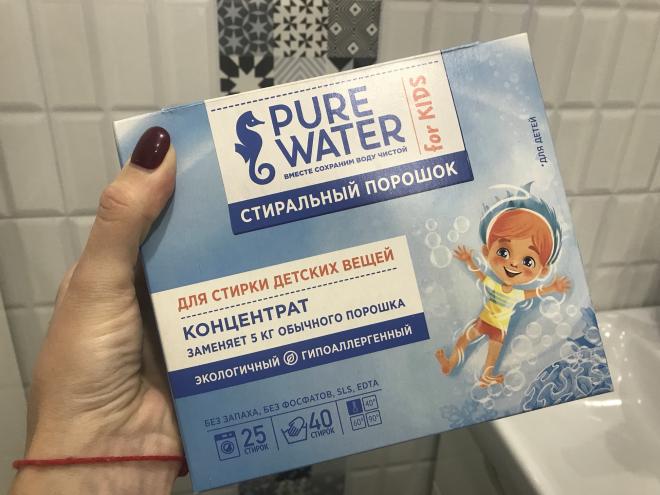 PURE
WATER
for KIDS
ВМЕСТЕ СОХРАНИМ ВОДУ ЧИСТОЙ
СТИРАЛЬНЫЙ ПОРОШОК
*ДЛЯ ДЕТЕЙ
ДЛЯ СТИРКИ ДЕТСКИХ ВЕЩЕЙ
КОНЦЕНТРАТ
ЗАМЕНЯЕТ 5 КГ ОБЫЧНОГО ПОРОШКА
ЭКОЛОГИЧНЫЙ ГИПОАЛЛЕРГЕННЫЙ
БЕЗ ЗАПАХА, БЕЗ ФОСФАТОВ, SLS, EDTA
25 СТИРОК
40 СТИРОК
40°
60° 90°